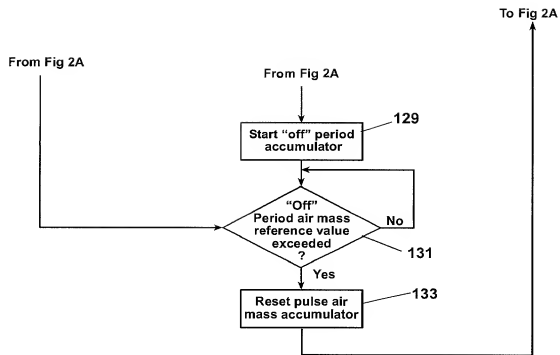 To Fig 2A
From Fig 2A
From Fig 2A
129
Start “off” period
accumulator
“Off”
Period air mass
reference value
exceeded
?
No
131
Yes
133
Reset pulse air
mass accumulator